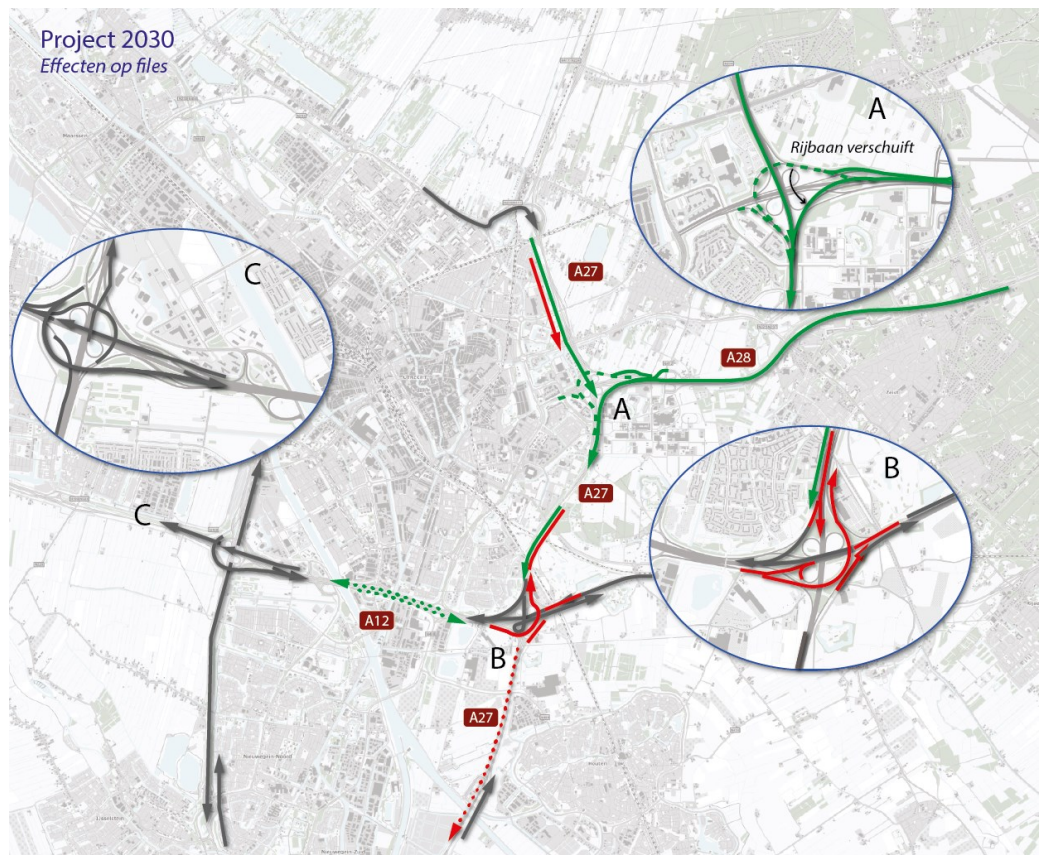 Project 2030
Effecten op files
A
Rijbaan verschuift
A27
C
A28
A
B
A27
C
A12
B
A27